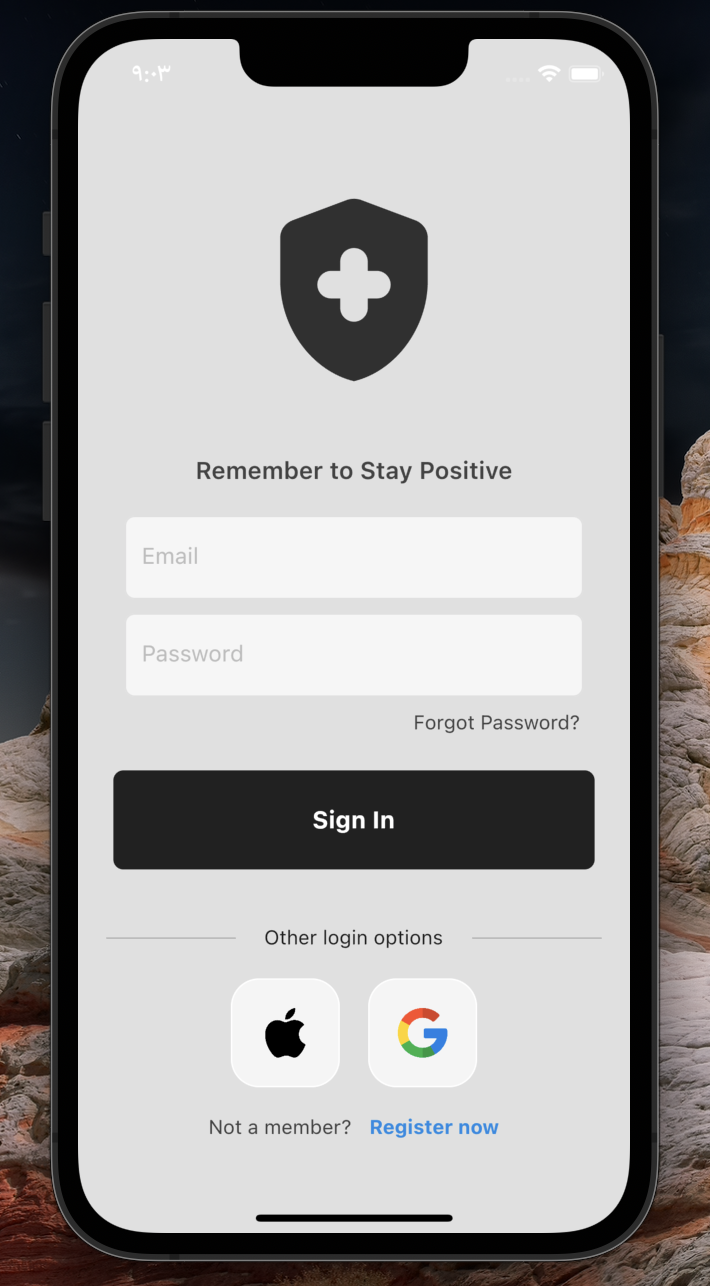 ٩:٠٣
Remember to Stay Positive
Email
Password
Forgot Password?
Sign In
Other login options
Not a member? Register now